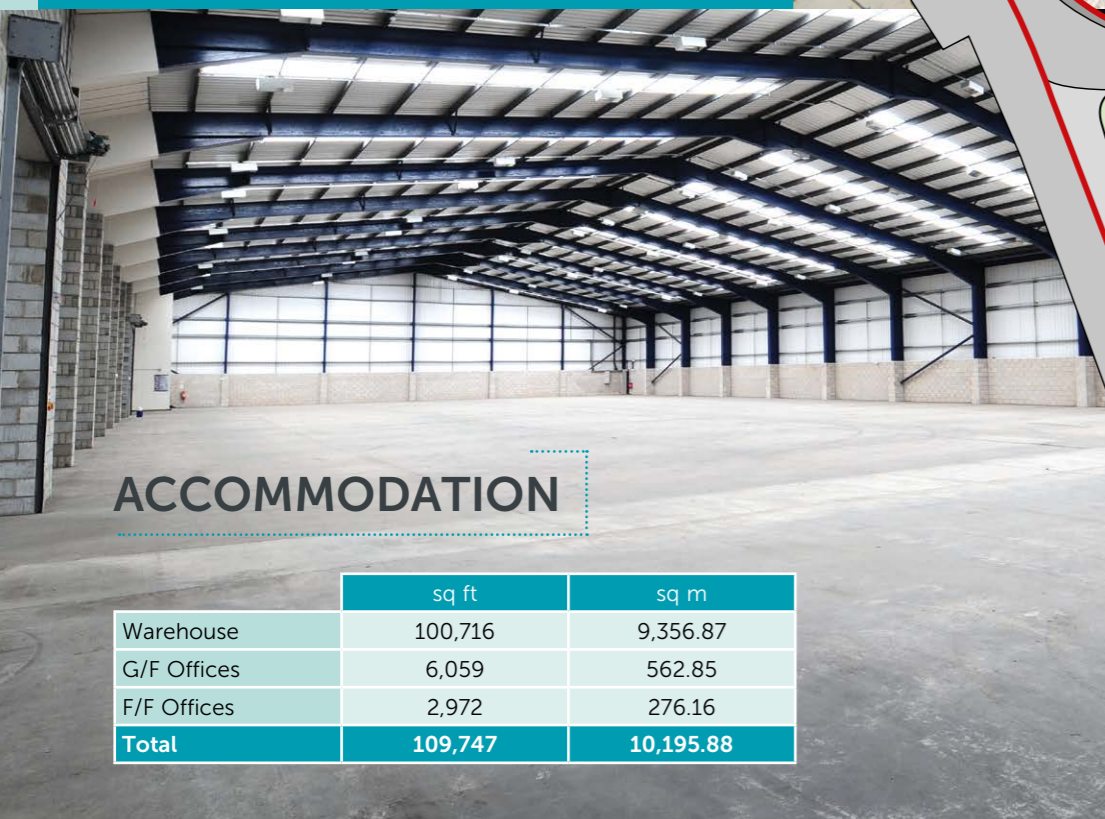 ACCOMMODATION
sq ft sq m
Warehouse 100,716 9,356.87
G/F Offices 6,059 562.85
F/F Offices 2,972 276.16
Total 109,747 10,195.88